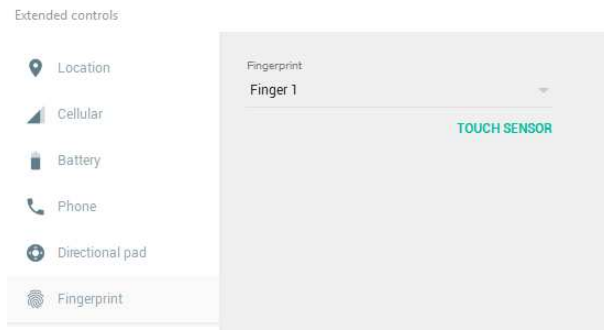 Extended controls
Location
Cellular
Battery
Phone
Directional pad
Fingerprint
Fingerprint
Finger 1
TOUCH SENSOR